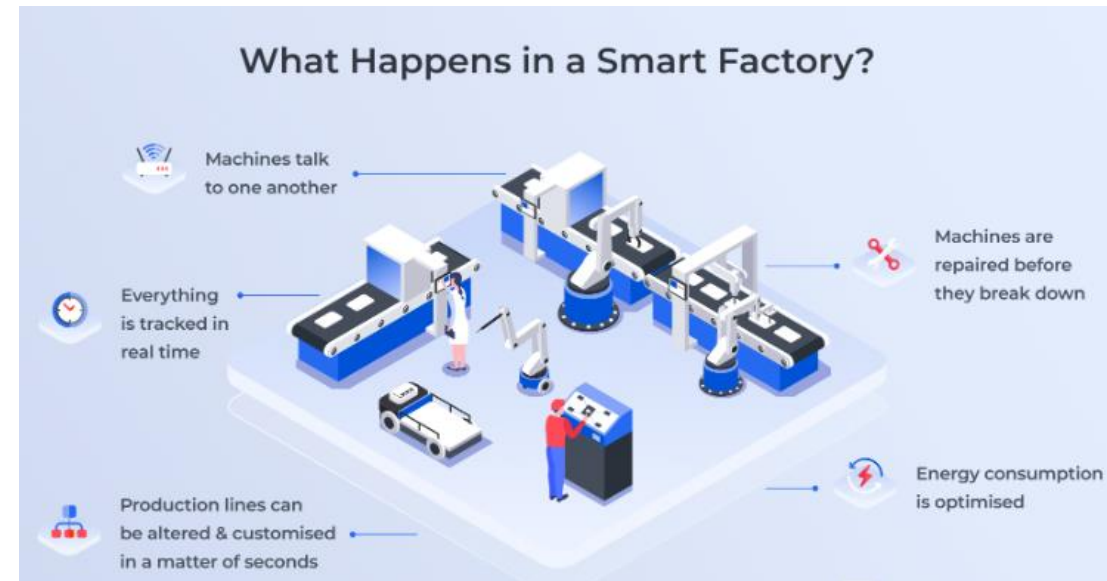 What Happens in a Smart Factory?
Machines talk
to one another
Everything
is tracked in
real time
Production lines can
be altered & customised
in a matter of seconds
Machines are
repaired before
they break down
Energy consumption
is optimised